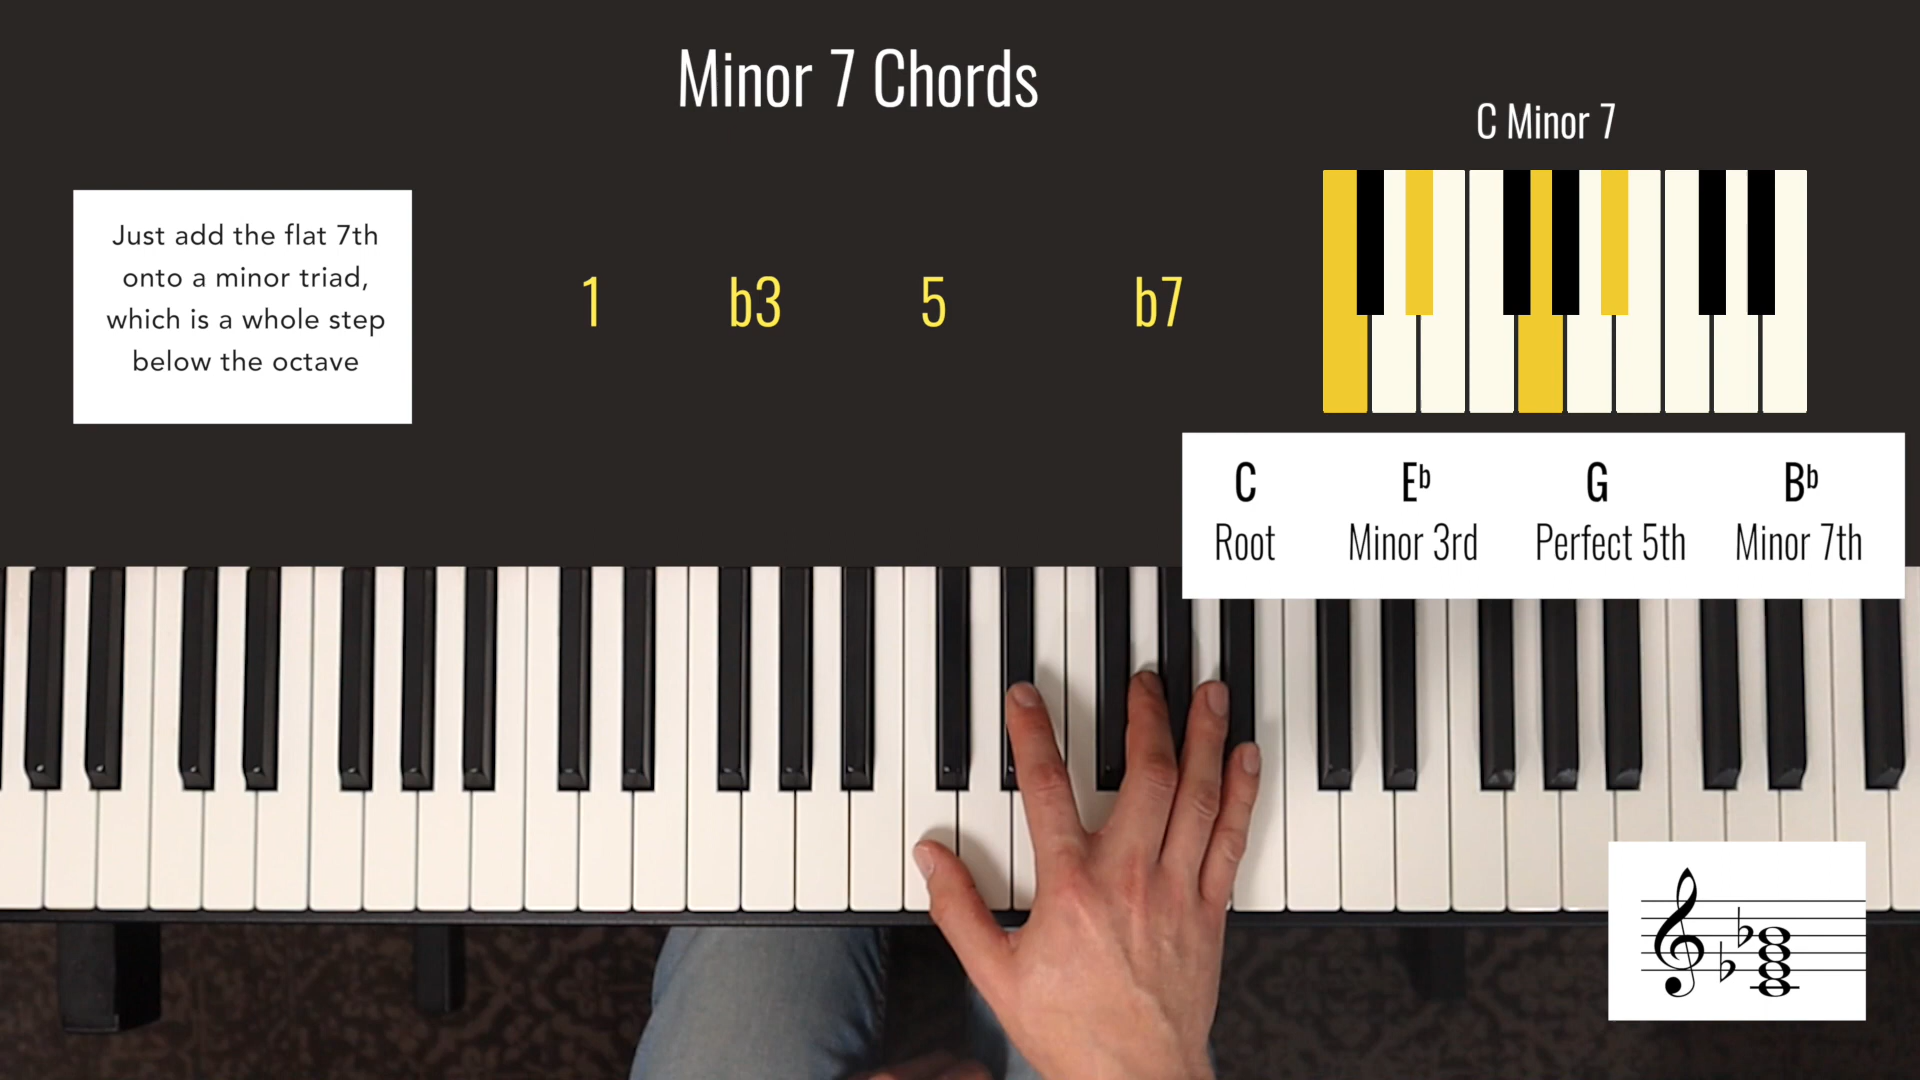 Minor 7 Chords
C Minor 7
Just add the flat 7th
onto a minor triad,
which is a whole step
below the octave
1 b3 5 b7
C E♭ G B♭
Root Minor 3rd Perfect 5th Minor 7th